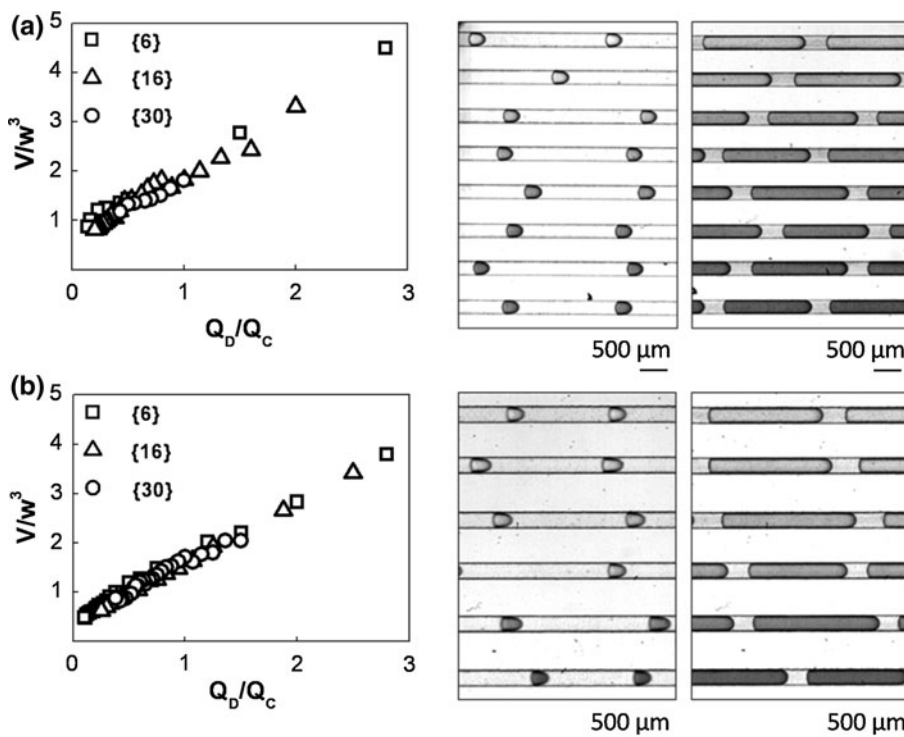 (a)
5
4
3
2
1
V/w³
{6}
{16}
{30}
0 1 2 3
Q_D/Q_C
500 µm
500 µm
(b)
5
4
3
2
1
V/w³
{6}
{16}
{30}
0 1 2 3
Q_D/Q_C
500 µm
500 µm